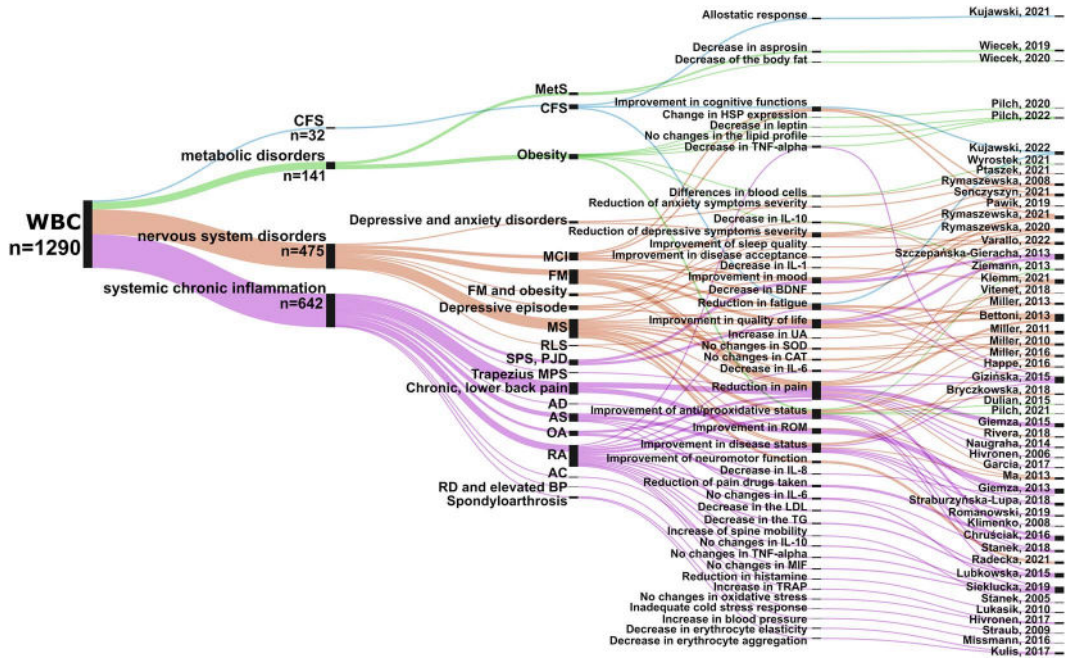 WBC
n=1290
CFS
n=32
metabolic disorders
n=141
nervous system disorders
n=475
systemic chronic inflammation
n=642
MetS
CFS
Obesity
Depressive and anxiety disorders
MCI
FM
FM and obesity
Depressive episode
MS
RLS
SPS, PJD
Trapezius MPS
Chronic, lower back pain
AD
AS
OA
RA
AC
RD and elevated BP
Spondyloarthrosis
Allostatic response
Decrease in asprosin
Decrease of the body fat
Improvement in cognitive functions
Change in HSP expression
Decrease in leptin
No changes in the lipid profile
Decrease in TNF-alpha
Differences in blood cells
Reduction of anxiety symptoms severity
Decrease in IL-10
Reduction of depressive symptoms severity
Improvement of sleep quality
Improvement in disease acceptance
Decrease in IL-1
Improvement in mood
Decrease in BDNF
Reduction in fatigue
Improvement in quality of life
Increase in UA
No changes in SOD
No changes in CAT
Decrease in IL-6
Reduction in pain
Improvement of anti/prooxidative status
Improvement in ROM
Improvement in disease status
Improvement of neuromotor function
Decrease in IL-8
Reduction of pain drugs taken
No changes in IL-6
Decrease in the LDL
Decrease in the TG
Increase of spine mobility
No changes in IL-10
No changes in TNF-alpha
No changes in MIF
Reduction in histamine
Increase in TRAP
No changes in oxidative stress
Inadequate cold stress response
Increase in blood pressure
Decrease in erythrocyte elasticity
Decrease in erythrocyte aggregation
Kujawski, 2021
Wiecek, 2019
Wiecek, 2020
Pilch, 2020
Pilch, 2022
Kujawski, 2022
Wyrostek, 2021
Ptaszek, 2021
Rymaszewska, 2008
Senczyszyn, 2021
Pawik, 2019
Rymaszewska, 2021
Rymaszewska, 2020
Varallo, 2022
Szczepańska-Gieracha, 2013
Ziemann, 2013
Klemm, 2021
Vitenet, 2018
Miller, 2013
Bettoni, 2013
Miller, 2011
Miller, 2010
Miller, 2016
Happe, 2016
Gizińska, 2015
Bryczkowska, 2018
Dulian, 2015
Pilch, 2021
Giemza, 2015
Rivera, 2018
Naugraha, 2014
Hivronen, 2006
Garcia, 2017
Ma, 2013
Giemza, 2013
Straburzyńska-Lupa, 2018
Romanowski, 2019
Klimenko, 2008
Chruściak, 2016
Stanek, 2018
Radecka, 2021
Lubkowska, 2015
Sieklucka, 2019
Stanek, 2005
Lukasik, 2010
Hivronen, 2017
Straub, 2009
Missmann, 2016
Kulis, 2017